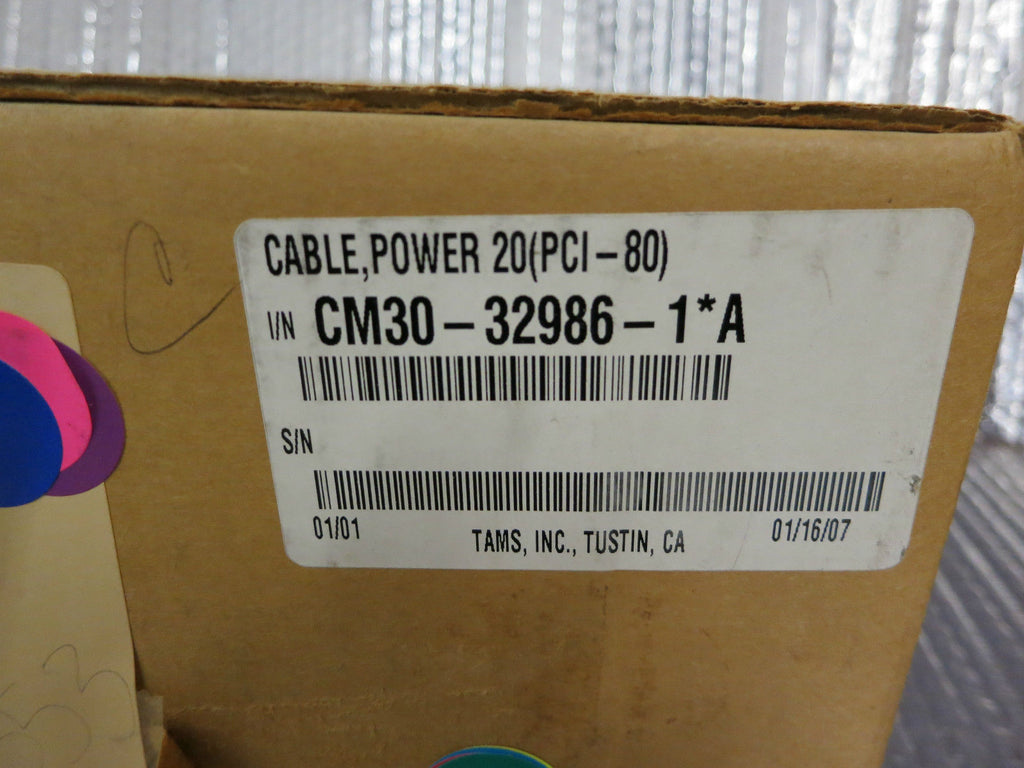 CABLE,POWER 20(PCI-80)
I/N CM30-32986-1*A
S/N
01/01 TAMS, INC., TUSTIN, CA 01/16/07
C